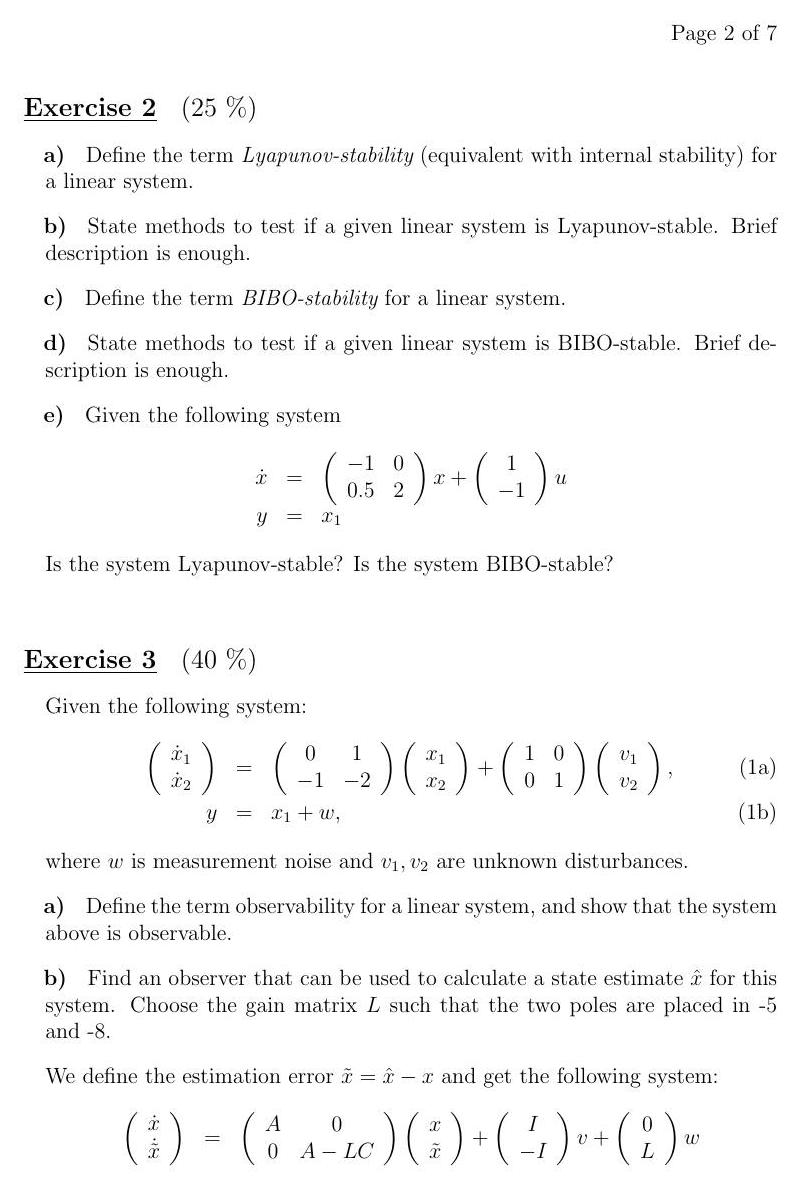 Page 2 of 7
Exercise 2 (25 %)
a) Define the term Lyapunov-stability (equivalent with internal stability) for
a linear system.
b) State methods to test if a given linear system is Lyapunov-stable. Brief
description is enough.
c) Define the term BIBO-stability for a linear system.
d) State methods to test if a given linear system is BIBO-stable. Brief de-
scription is enough.
e) Given the following system
ẋ = ( −1 0 ; 0.5 2 ) x + ( 1 ; −1 ) u
y = x₁
Is the system Lyapunov-stable? Is the system BIBO-stable?
Exercise 3 (40 %)
Given the following system:
( ẋ₁ ; ẋ₂ ) = ( 0 1 ; −1 −2 ) ( x₁ ; x₂ ) + ( 1 0 ; 0 1 ) ( v₁ ; v₂ ) , (1a)
y = x₁ + w, (1b)
where w is measurement noise and v₁, v₂ are unknown disturbances.
a) Define the term observability for a linear system, and show that the system
above is observable.
b) Find an observer that can be used to calculate a state estimate x̂ for this
system. Choose the gain matrix L such that the two poles are placed in -5
and -8.
We define the estimation error x̃ = x̂ − x and get the following system:
( ẋ ; x̃̇ ) = ( A 0 ; 0 A − LC ) ( x ; x̃ ) + ( I ; −I ) v + ( 0 ; L ) w